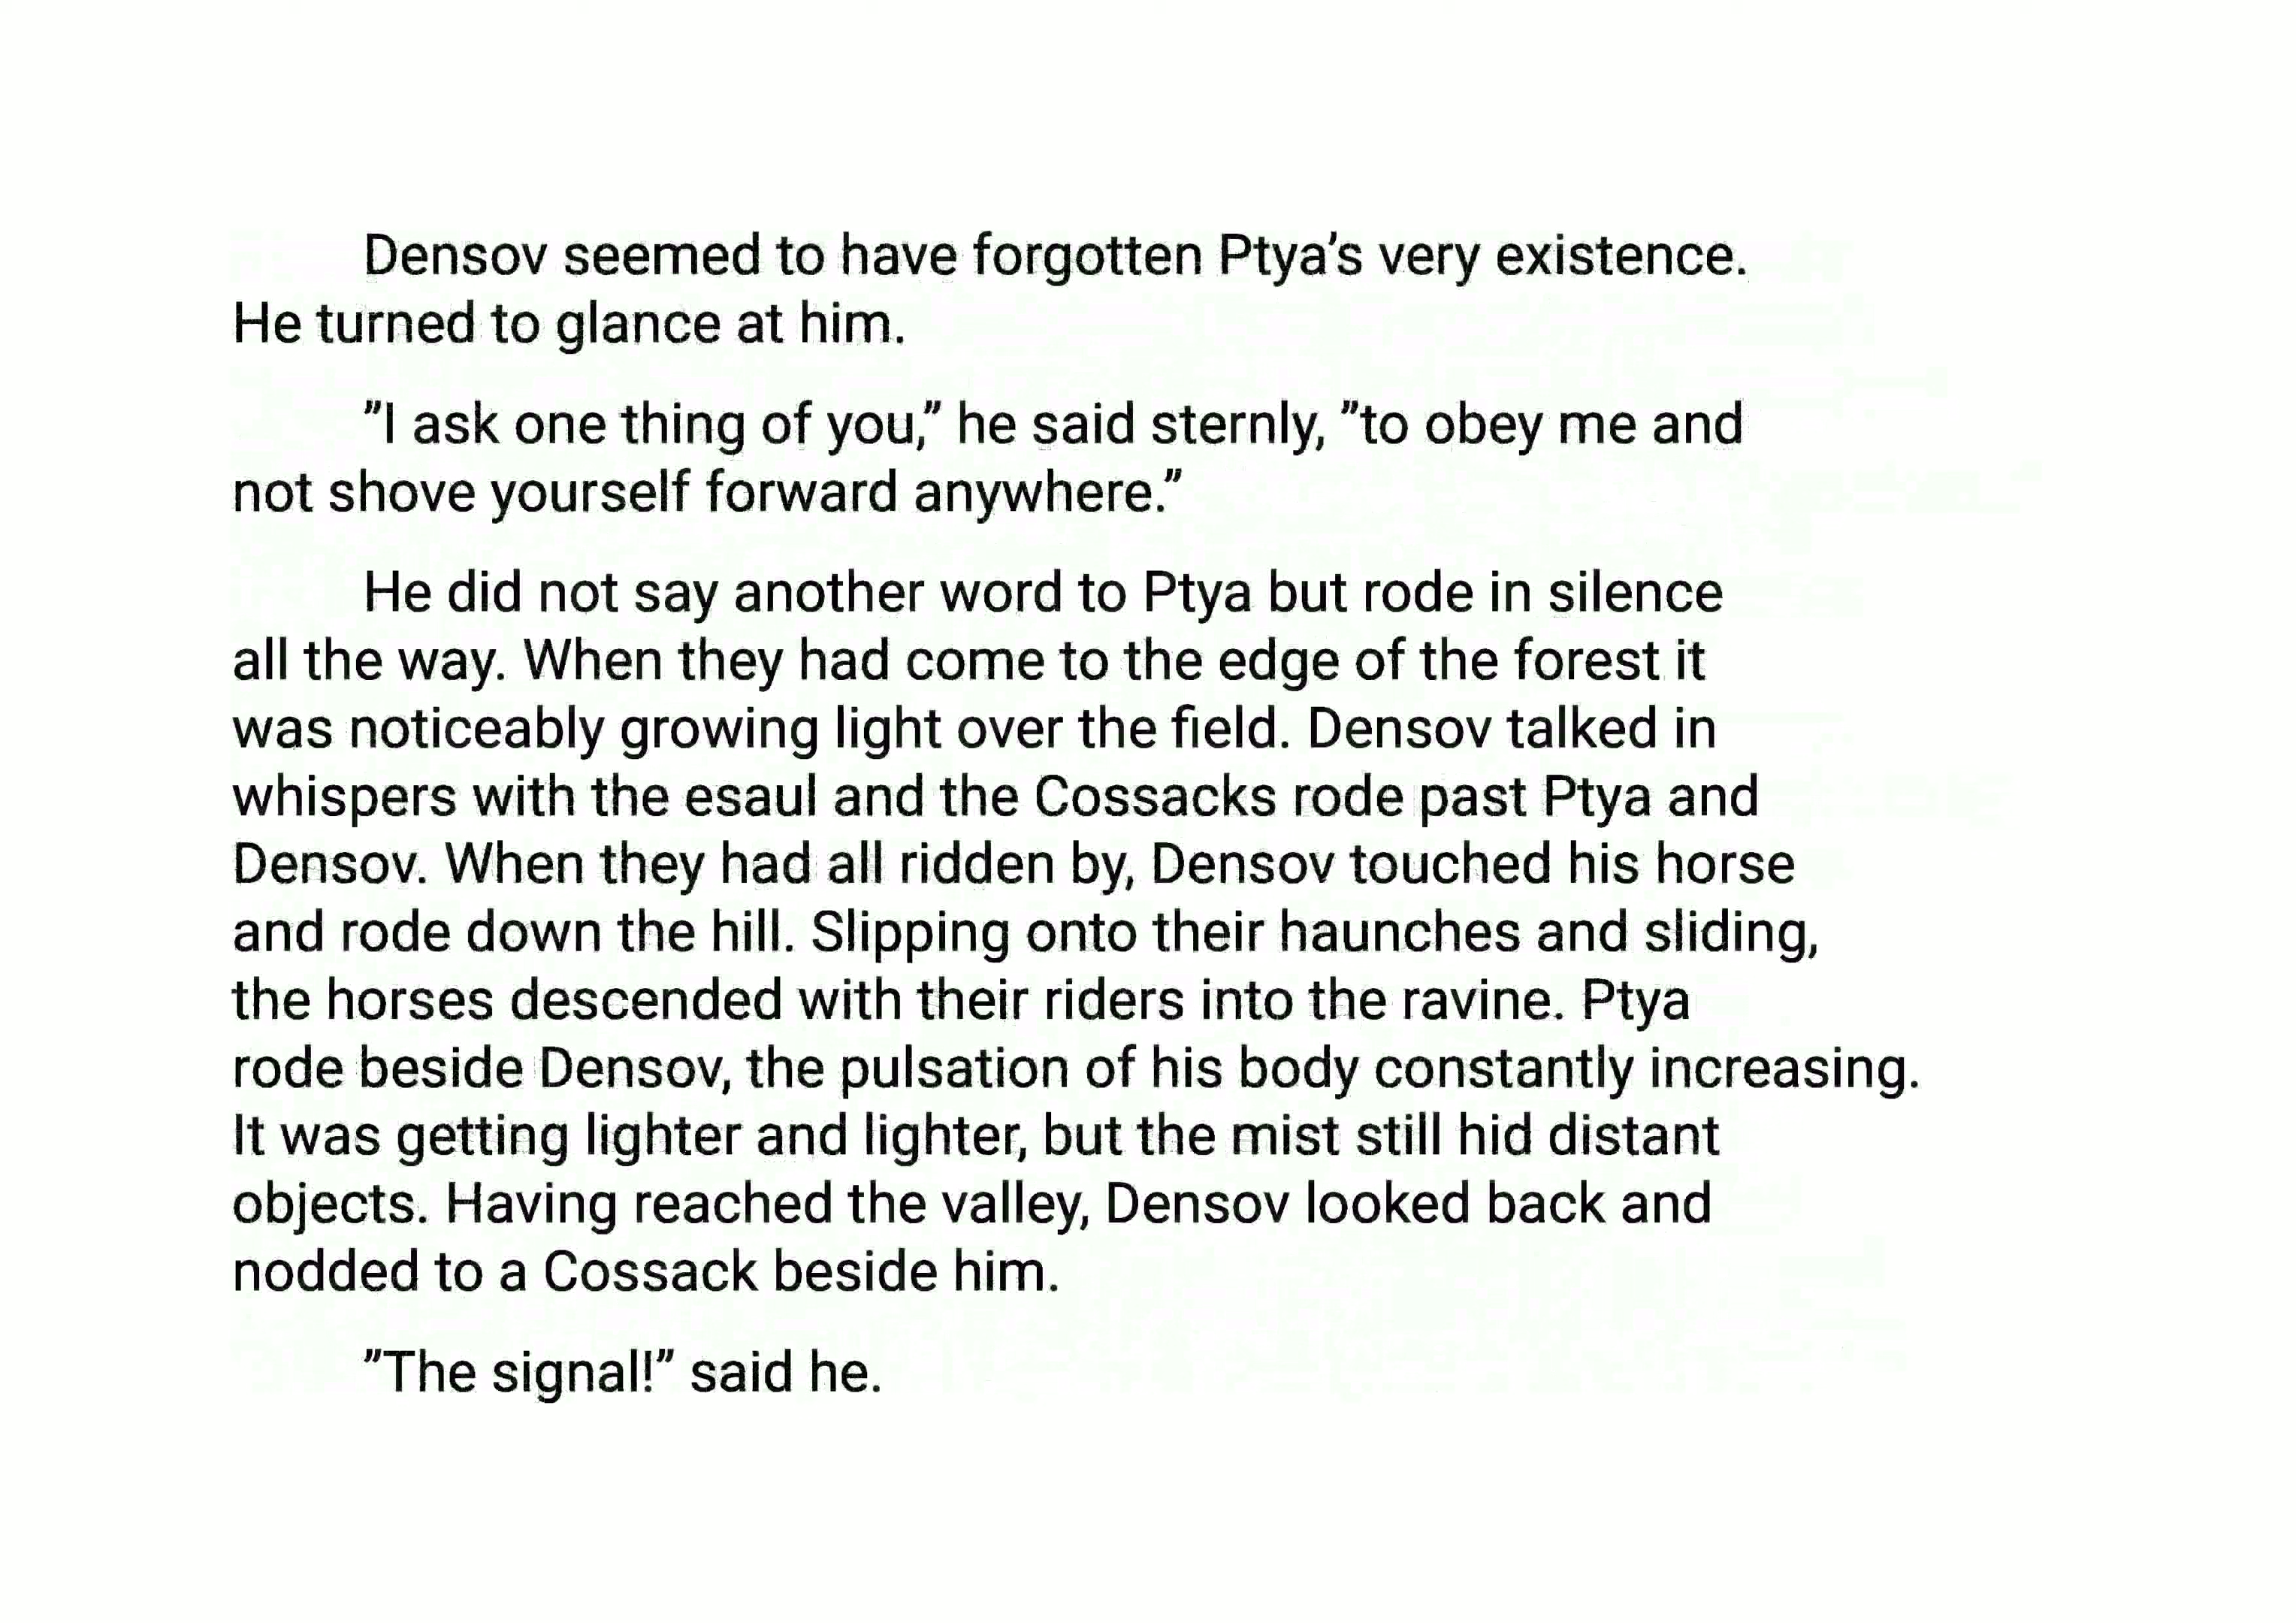 Densov seemed to have forgotten Ptya's very existence.
He turned to glance at him.
"I ask one thing of you," he said sternly, "to obey me and
not shove yourself forward anywhere."
He did not say another word to Ptya but rode in silence
all the way. When they had come to the edge of the forest it
was noticeably growing light over the field. Densov talked in
whispers with the esaul and the Cossacks rode past Ptya and
Densov. When they had all ridden by, Densov touched his horse
and rode down the hill. Slipping onto their haunches and sliding,
the horses descended with their riders into the ravine. Ptya
rode beside Densov, the pulsation of his body constantly increasing.
It was getting lighter and lighter, but the mist still hid distant
objects. Having reached the valley, Densov looked back and
nodded to a Cossack beside him.
"The signal!" said he.